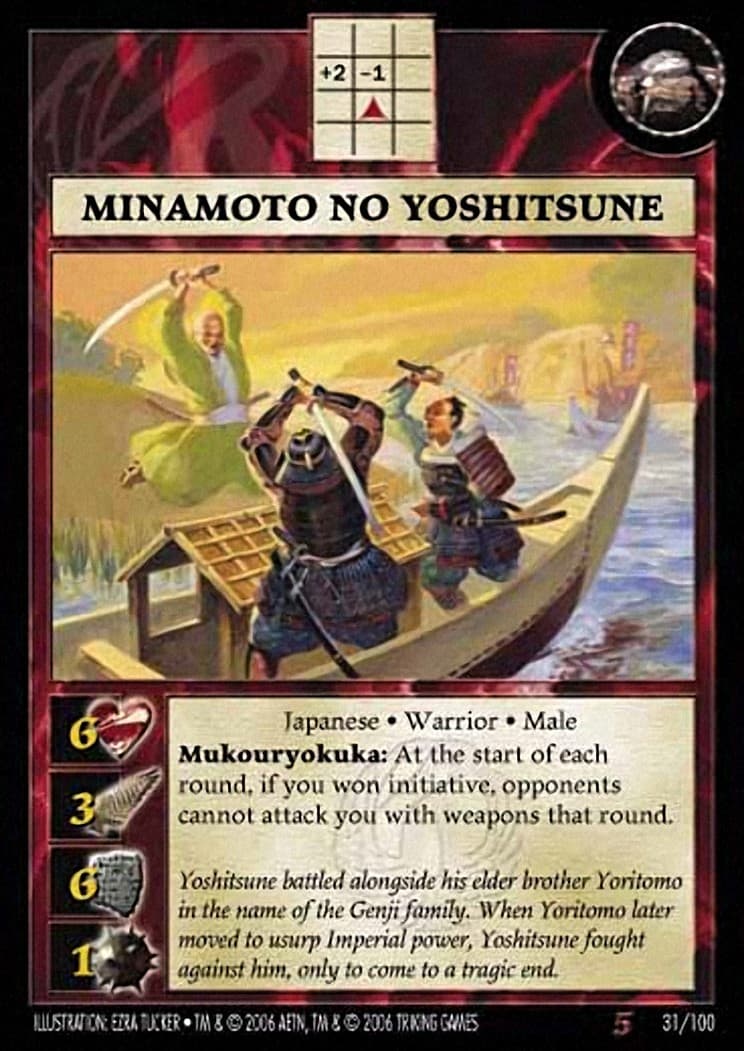 +2 -1
MINAMOTO NO YOSHITSUNE
6
3
6
1
Japanese • Warrior • Male
Mukouryokuka: At the start of each
round, if you won initiative, opponents
cannot attack you with weapons that round.
Yoshitsune battled alongside his elder brother Yoritomo
in the name of the Genji family. When Yoritomo later
moved to usurp Imperial power, Yoshitsune fought
against him, only to come to a tragic end.
ILLUSTRATION: EZRA TUCKER • TM & © 2006 AETN, TM & © 2006 TRIKING GAMES
5 31/100